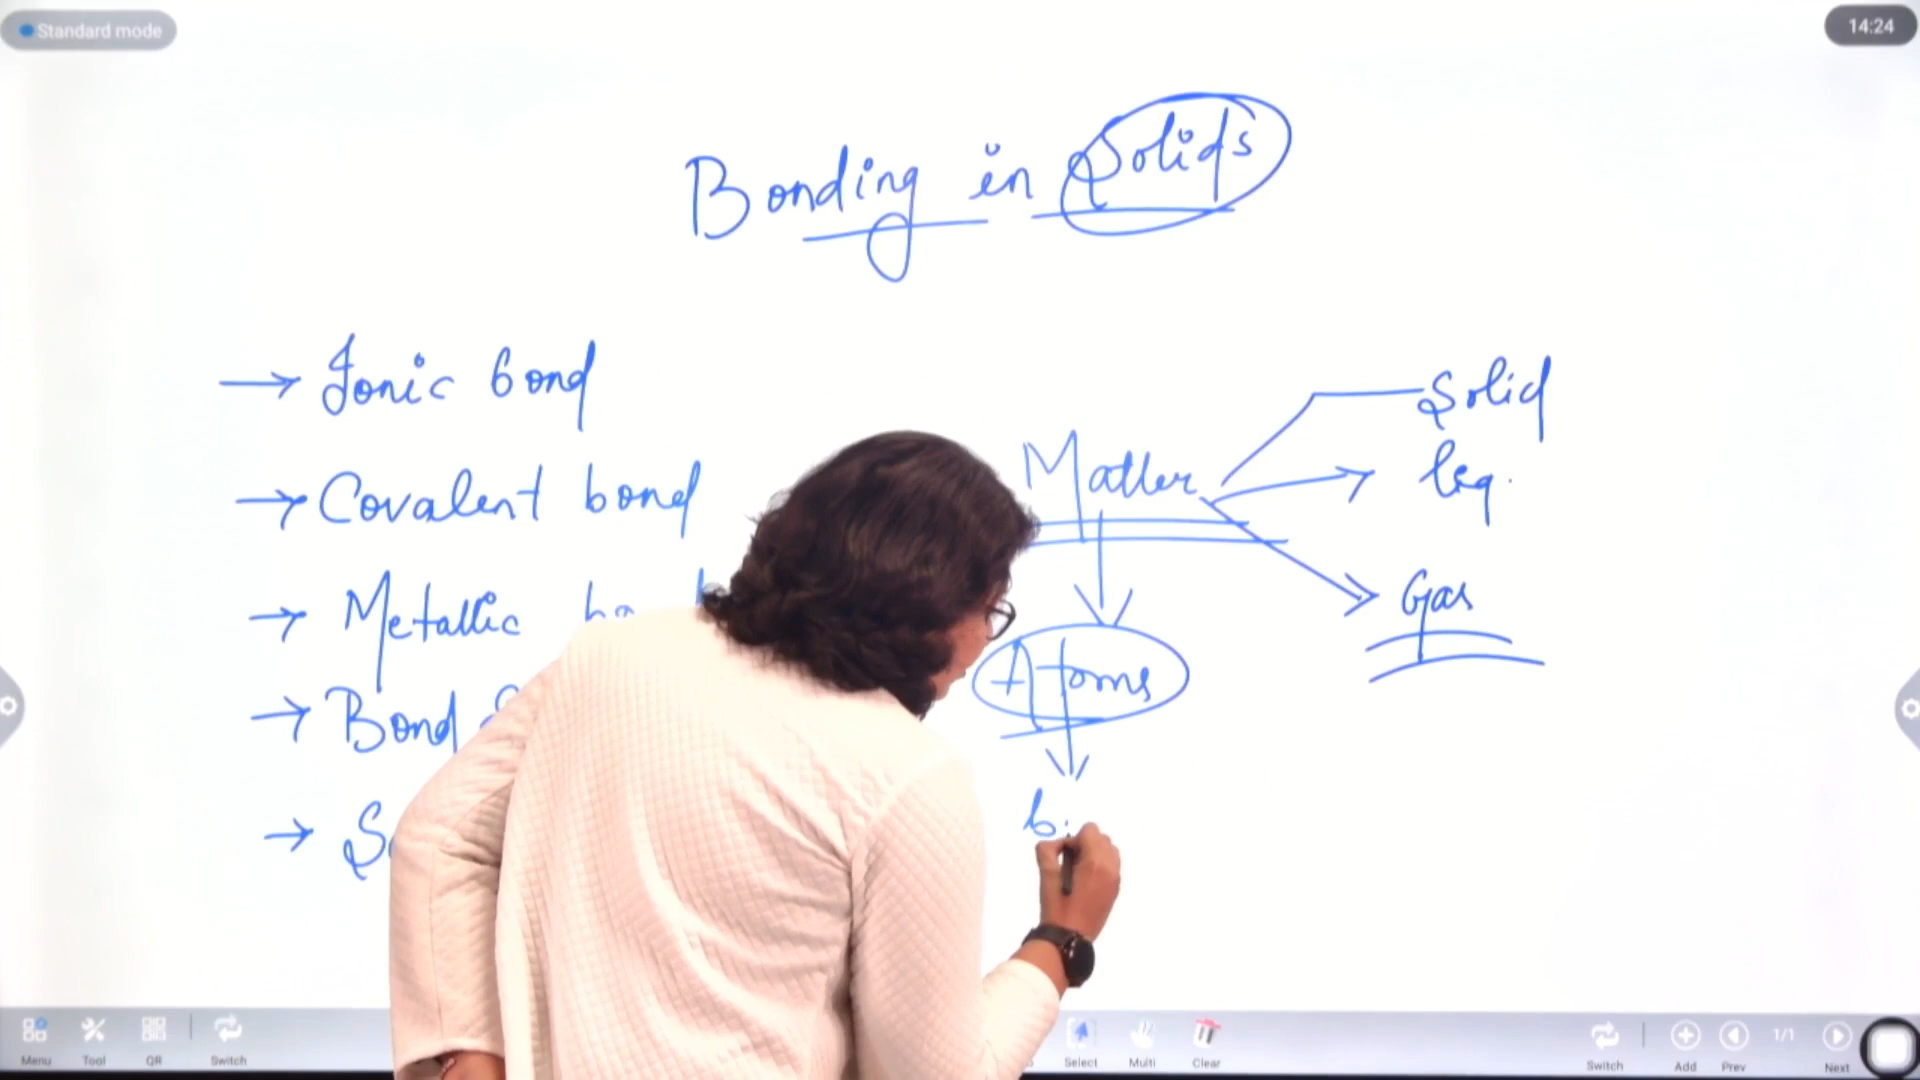 Standard mode
14:24
Bonding in Solids
→ Ionic bond
→ Covalent bond
→ Metallic
→ Bond
→
Matter
Solid
liq.
Gas
Atoms
b
Menu Tool QR Switch Select Multi Clear Switch Add Prev 1/1 Next